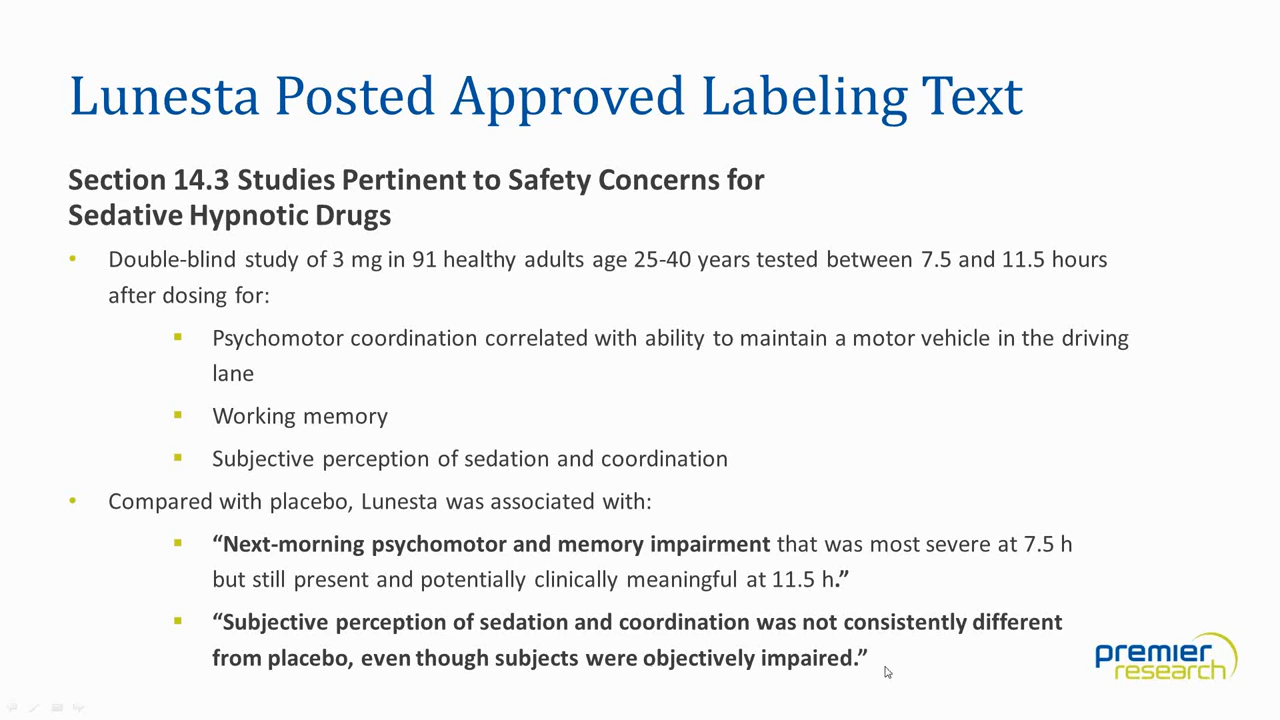 Lunesta Posted Approved Labeling Text
Section 14.3 Studies Pertinent to Safety Concerns for
Sedative Hypnotic Drugs
• Double-blind study of 3 mg in 91 healthy adults age 25-40 years tested between 7.5 and 11.5 hours
after dosing for:
▪ Psychomotor coordination correlated with ability to maintain a motor vehicle in the driving
lane
▪ Working memory
▪ Subjective perception of sedation and coordination
• Compared with placebo, Lunesta was associated with:
▪ “Next-morning psychomotor and memory impairment that was most severe at 7.5 h
but still present and potentially clinically meaningful at 11.5 h.”
▪ “Subjective perception of sedation and coordination was not consistently different
from placebo, even though subjects were objectively impaired.”
premier
research